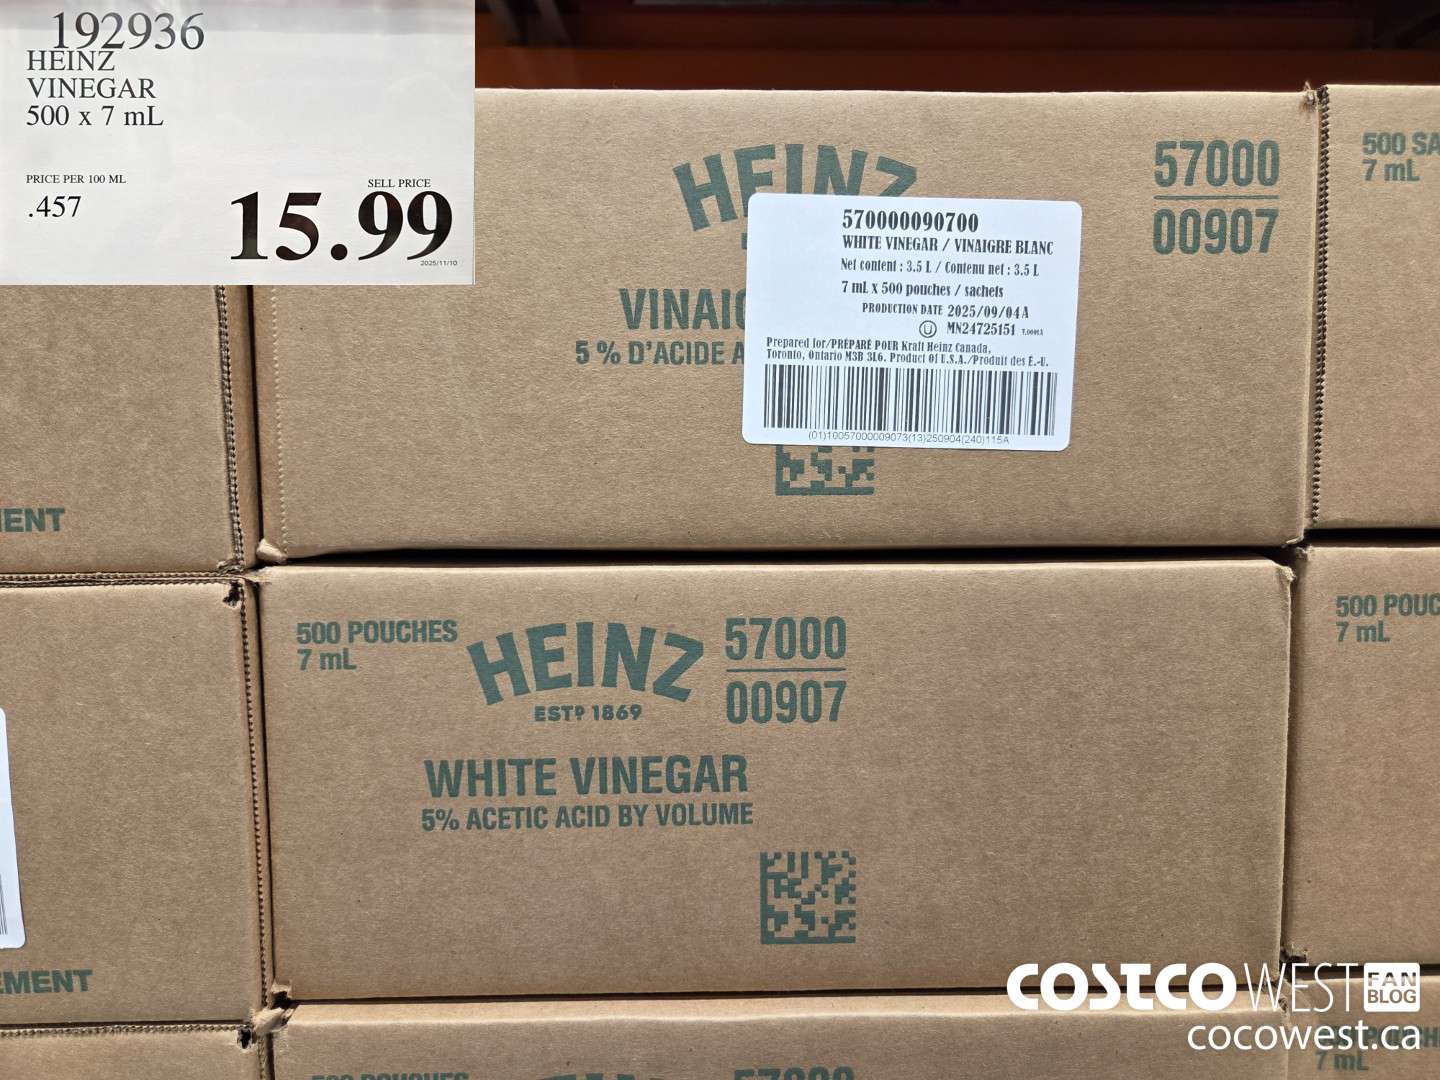 192936
HEINZ
VINEGAR
500 x 7 mL
PRICE PER 100 ML
.457
SELL PRICE
15.99
2025/11/10
HEINZ
57000
00907
500 SA
7 mL
VINAIG
5 % D'ACIDE A
570000090700
WHITE VINEGAR / VINAIGRE BLANC
Net content : 3.5 L / Contenu net : 3.5 L
7 mL x 500 pouches / sachets
PRODUCTION DATE 2025/09/04A
U MN24725151
Prepared for/PRÉPARÉ POUR Kraft Heinz Canada,
Toronto, Ontario M3B 3L6. Product Of U.S.A./Produit des É.-U.
(01)10057000009073(13)250904(240)115A
MENT
500 POUCHES
7 mL
HEINZ
ESTD 1869
57000
00907
WHITE VINEGAR
5% ACETIC ACID BY VOLUME
500 POUC
7 mL
EMENT
500 POUCHES
57000
7 mL
COSTCO WEST FAN BLOG
cocowest.ca